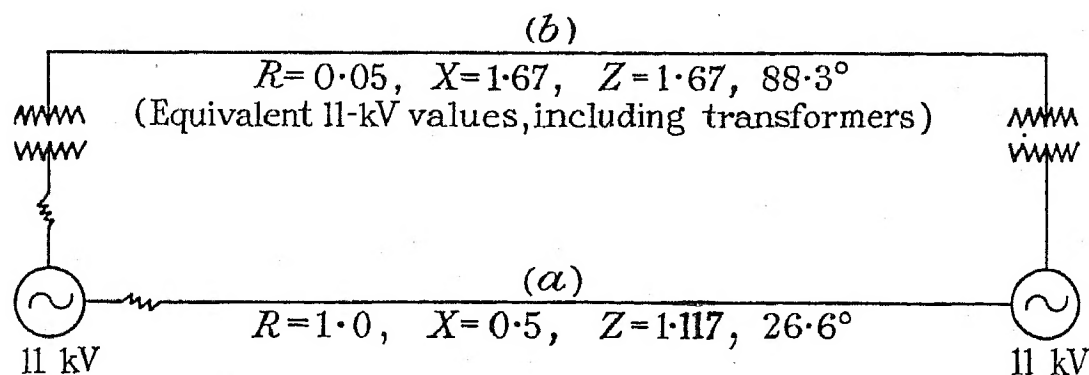 (b)
R=0·05, X=1·67, Z=1·67, 88·3°
(Equivalent 11-kV values, including transformers)
(a)
R=1·0, X=0·5, Z=1·117, 26·6°
11 kV
11 kV